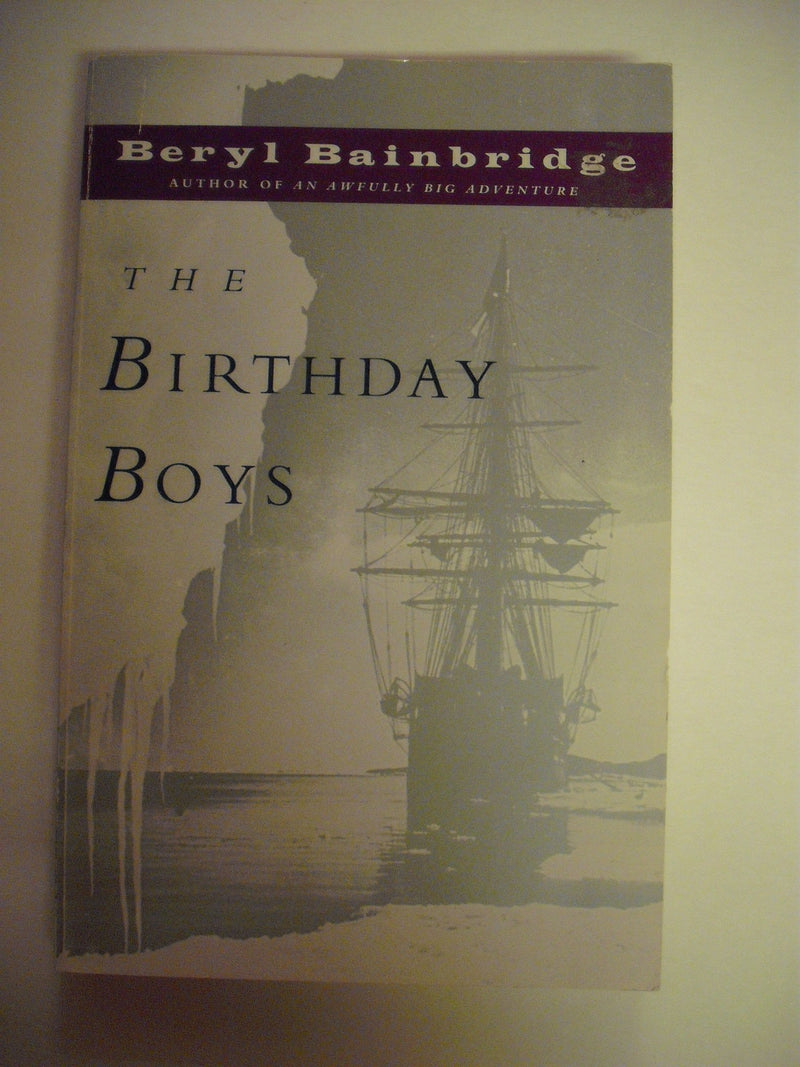 Beryl Bainbridge
AUTHOR OF AN AWFULLY BIG ADVENTURE
THE
BIRTHDAY
BOYS